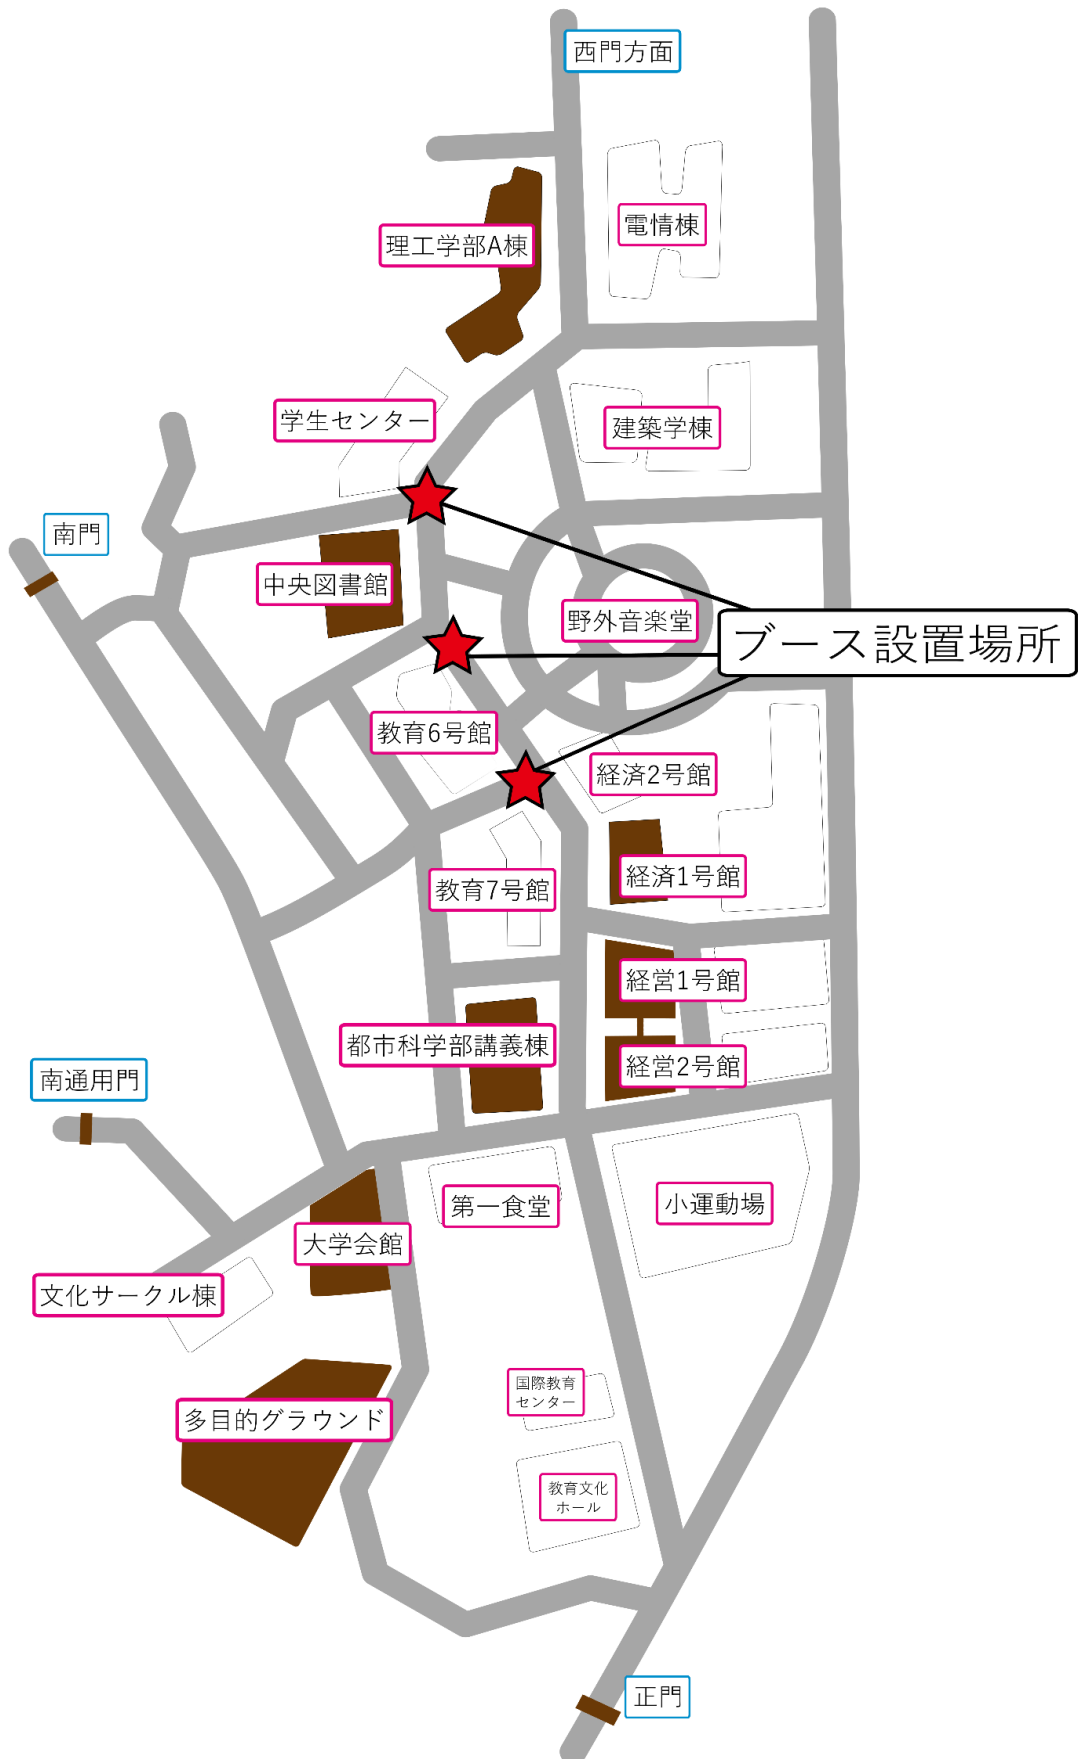 西門方面
電情棟
理工学部A棟
学生センター
建築学棟
南門
中央図書館
野外音楽堂
ブース設置場所
教育6号館
経済2号館
経済1号館
教育7号館
経営1号館
都市科学部講義棟
経営2号館
南通用門
第一食堂
小運動場
大学会館
文化サークル棟
国際教育
センター
多目的グラウンド
教育文化
ホール
正門